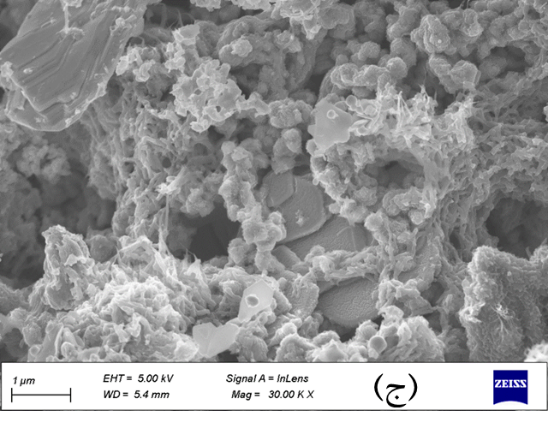 1 µm
EHT = 5.00 kV
Signal A = InLens
WD = 5.4 mm
Mag = 30.00 K X
(ج)
ZEISS